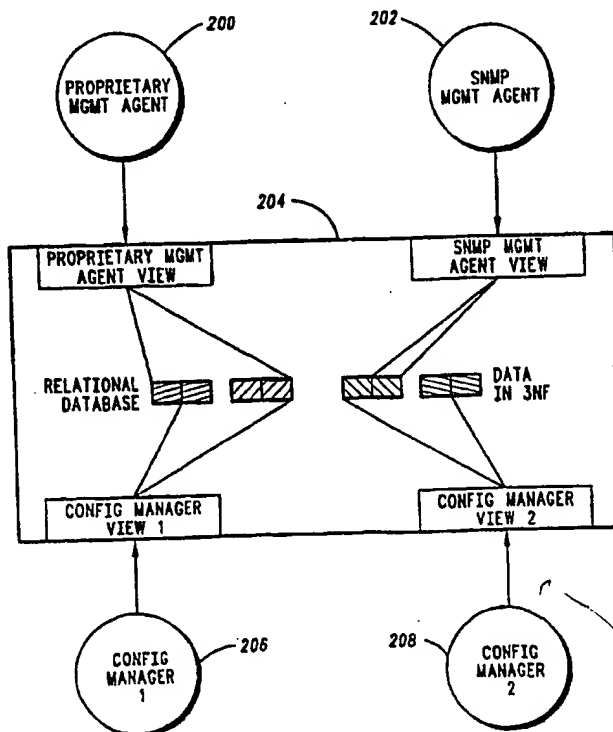 200
202
PROPRIETARY
MGMT AGENT
SNMP
MGMT AGENT
204
PROPRIETARY MGMT
AGENT VIEW
SNMP MGMT
AGENT VIEW
RELATIONAL
DATABASE
DATA
IN 3NF
CONFIG MANAGER
VIEW 1
CONFIG MANAGER
VIEW 2
CONFIG
MANAGER
1
206
208
CONFIG
MANAGER
2